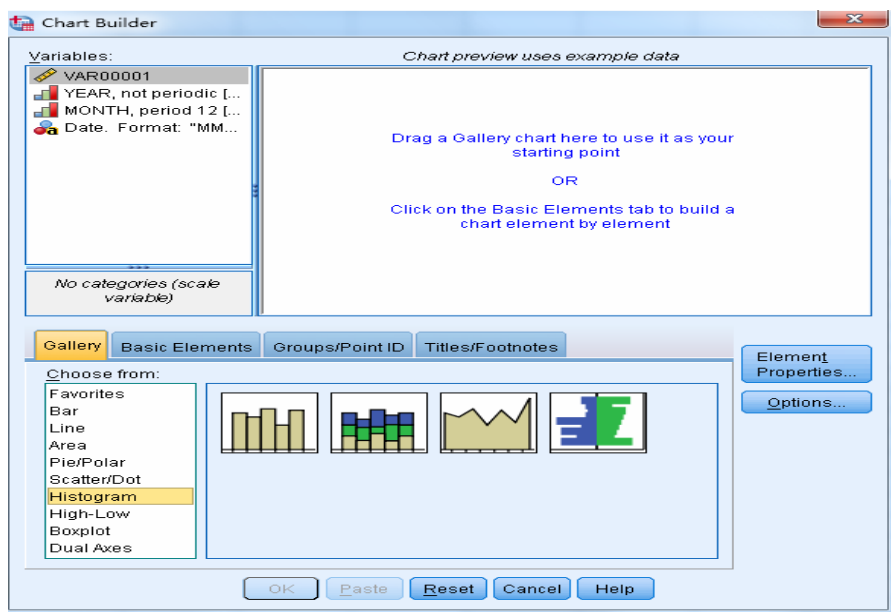 Chart Builder
Variables:
VAR00001
YEAR, not periodic [...
MONTH, period 12 [...
Date. Format: "MM...
No categories (scale
variable)
Chart preview uses example data
Drag a Gallery chart here to use it as your
starting point
OR
Click on the Basic Elements tab to build a
chart element by element
Gallery
Basic Elements
Groups/Point ID
Titles/Footnotes
Choose from:
Favorites
Bar
Line
Area
Pie/Polar
Scatter/Dot
Histogram
High-Low
Boxplot
Dual Axes
Element
Properties...
Options...
OK
Paste
Reset
Cancel
Help